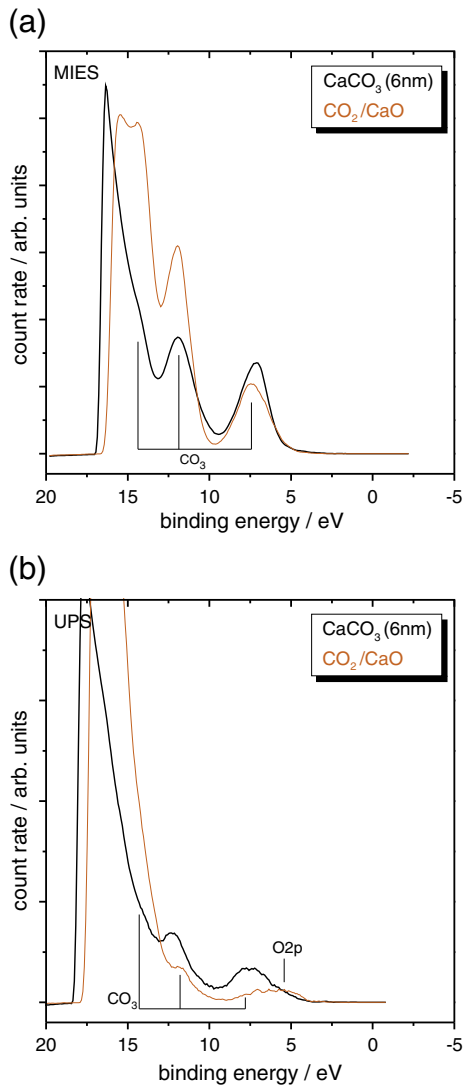 (a)
MIES
CaCO₃ (6nm)
CO₂/CaO
count rate / arb. units
CO₃
20 15 10 5 0 -5
binding energy / eV
(b)
UPS
CaCO₃ (6nm)
CO₂/CaO
count rate / arb. units
O2p
CO₃
20 15 10 5 0 -5
binding energy / eV